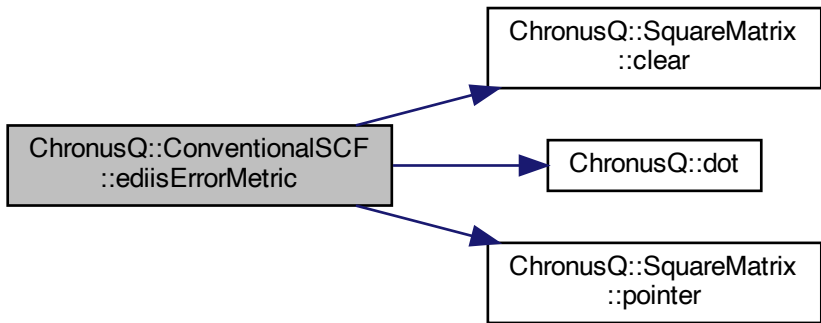 ChronusQ::SquareMatrix
::clear
ChronusQ::ConventionalSCF
::ediisErrorMetric
ChronusQ::dot
ChronusQ::SquareMatrix
::pointer